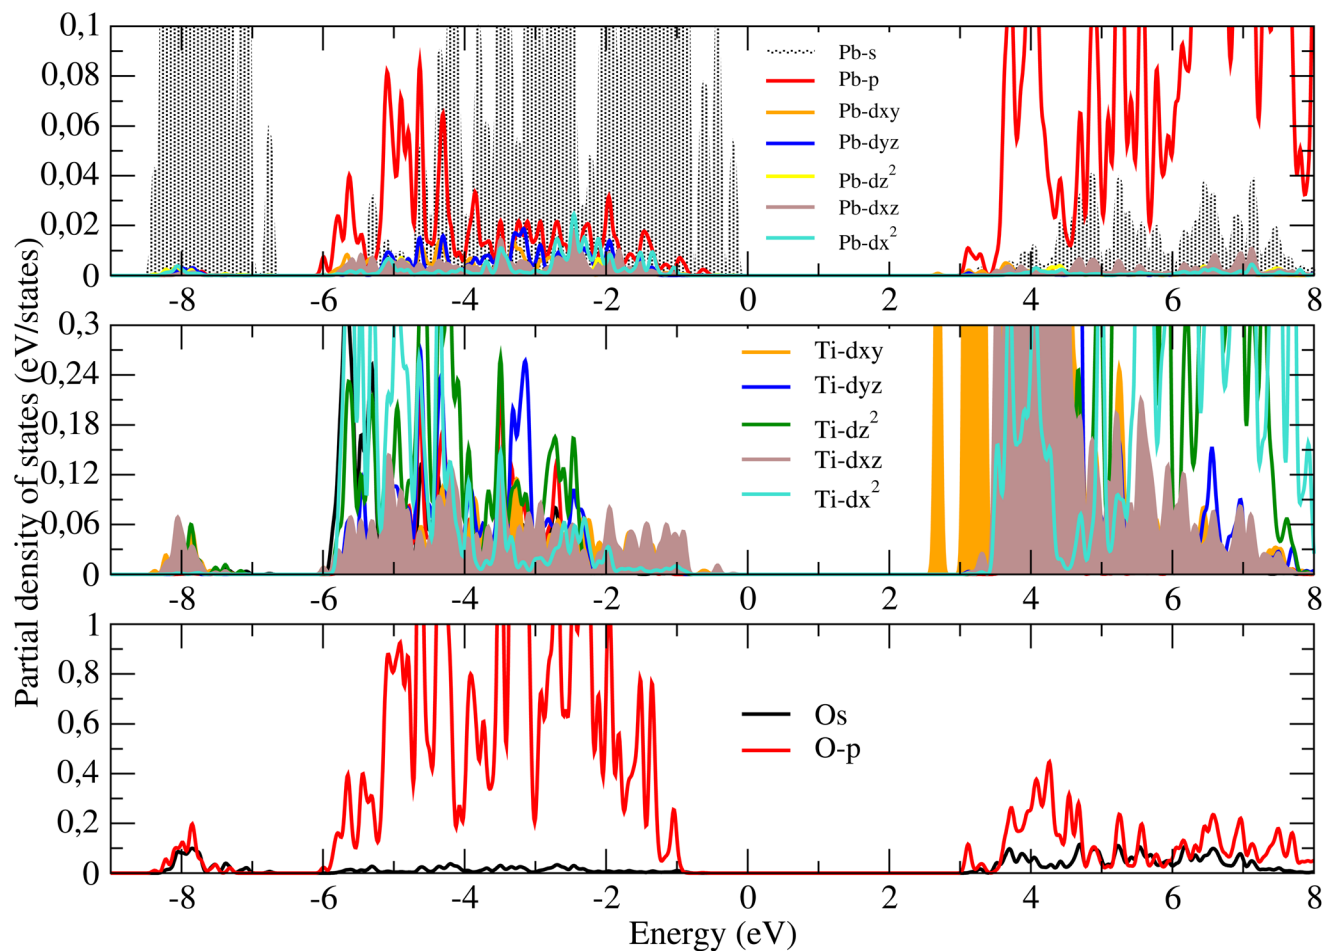 Partial density of states (eV/states)
0,1
0,08
0,06
0,04
0,02
0
Pb-s
Pb-p
Pb-dxy
Pb-dyz
Pb-dz²
Pb-dxz
Pb-dx²
-8 -6 -4 -2 0 2 4 6 8
0,3
0,24
0,18
0,12
0,06
0
Ti-dxy
Ti-dyz
Ti-dz²
Ti-dxz
Ti-dx²
-8 -6 -4 -2 0 2 4 6 8
1
0,8
0,6
0,4
0,2
0
Os
O-p
-8 -6 -4 -2 0 2 4 6 8
Energy (eV)